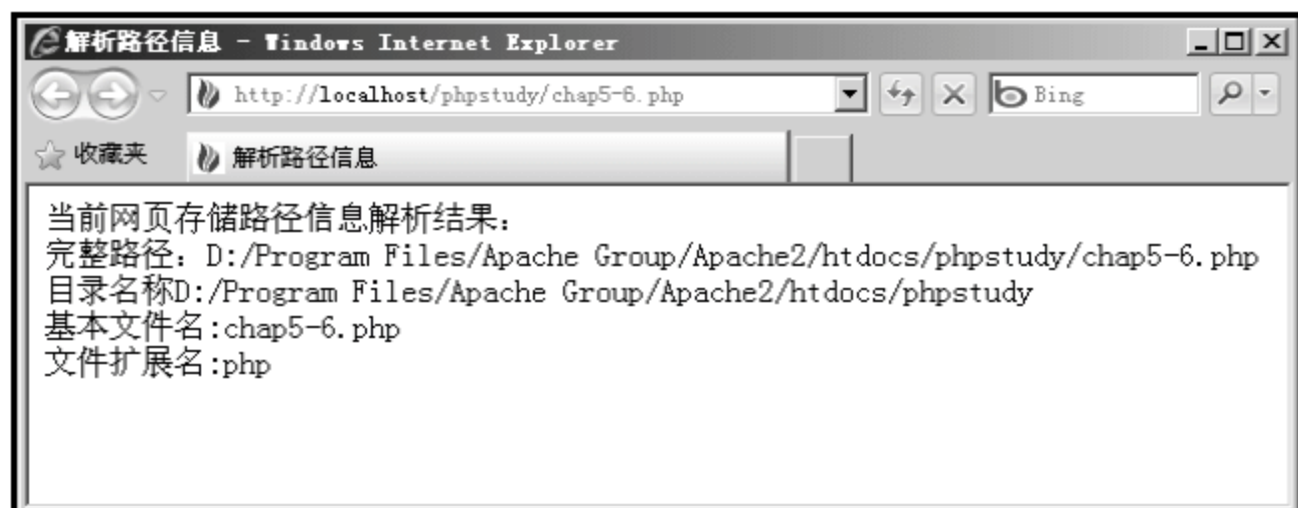 解析路径信息 - Windows Internet Explorer
http://localhost/phpstudy/chap5-6.php
Bing
收藏夹
解析路径信息
当前网页存储路径信息解析结果:
完整路径: D:/Program Files/Apache Group/Apache2/htdocs/phpstudy/chap5-6.php
目录名称D:/Program Files/Apache Group/Apache2/htdocs/phpstudy
基本文件名:chap5-6.php
文件扩展名:php